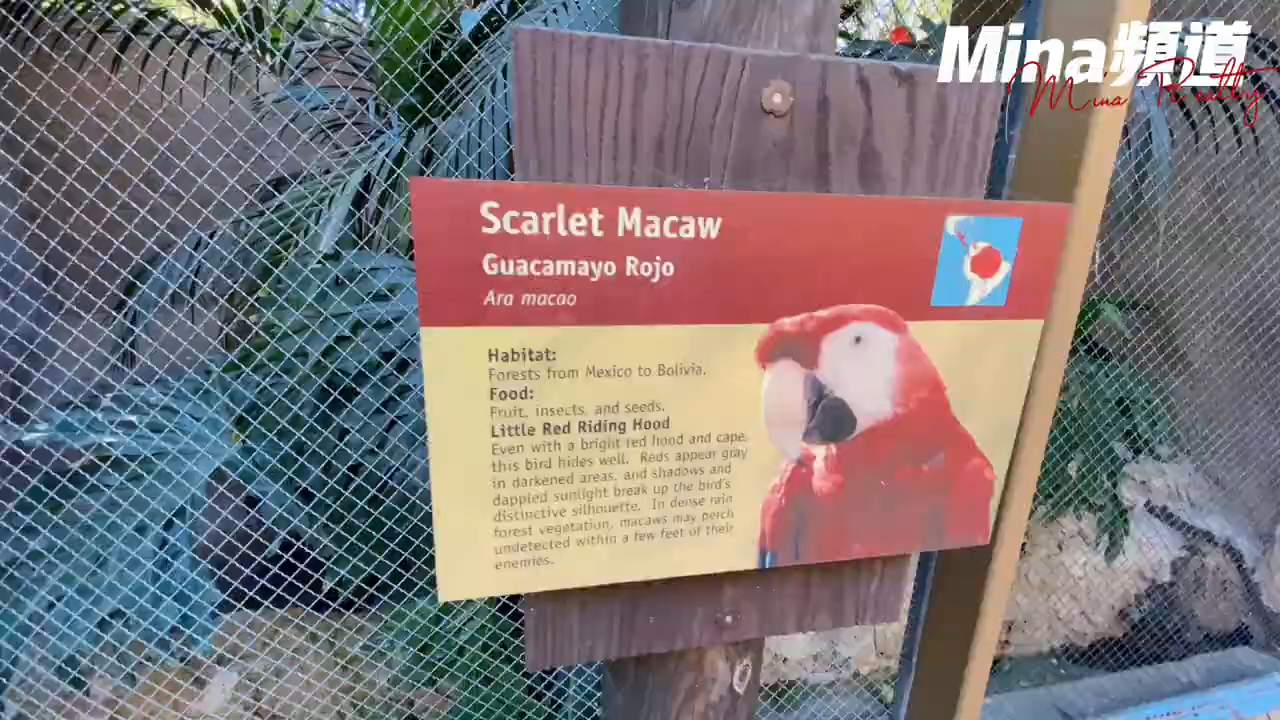 Mina頻道
Mina Realty
Scarlet Macaw
Guacamayo Rojo
Ara macao
Habitat:
Forests from Mexico to Bolivia.
Food:
Fruit, insects, and seeds.
Little Red Riding Hood
Even with a bright red hood and cape,
this bird hides well. Reds appear gray
in darkened areas, and shadows and
dappled sunlight break up the bird's
distinctive silhouette. In dense rain
forest vegetation, macaws may perch
undetected within a few feet of their
enemies.